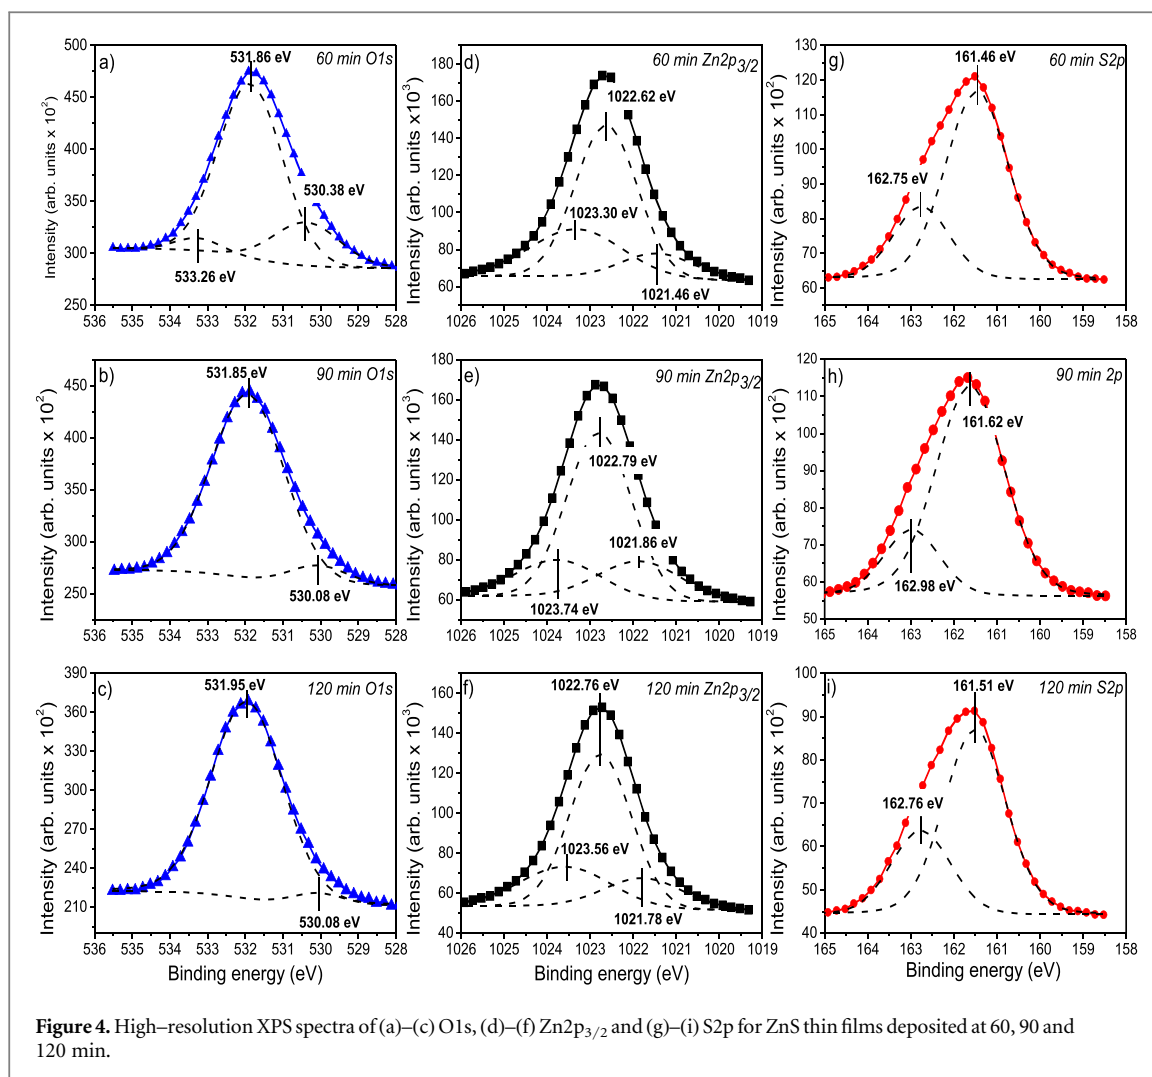 a)
531.86 eV
60 min O1s
530.38 eV
533.26 eV
500
450
400
350
300
250
536 535 534 533 532 531 530 529 528
Intensity (arb. units x 10²)
d)
60 min Zn2p3/2
1022.62 eV
1023.30 eV
1021.46 eV
180
160
140
120
100
80
60
1026 1025 1024 1023 1022 1021 1020 1019
Intensity (arb. units x 10³)
g)
161.46 eV
60 min S2p
162.75 eV
130
120
110
100
90
80
70
60
165 164 163 162 161 160 159 158
Intensity (arb. units x 10²)
b)
531.85 eV
90 min O1s
530.08 eV
450
400
350
300
250
536 535 534 533 532 531 530 529 528
Intensity (arb. units x 10²)
e)
90 min Zn2p3/2
1022.79 eV
1021.86 eV
1023.74 eV
180
160
140
120
100
80
60
1026 1025 1024 1023 1022 1021 1020 1019
Intensity (arb. units x 10³)
h)
90 min 2p
161.62 eV
162.98 eV
120
110
100
90
80
70
60
50
165 164 163 162 161 160 159 158
Intensity (arb. units x 10²)
c)
531.95 eV
120 min O1s
530.08 eV
390
360
330
300
270
240
210
536 535 534 533 532 531 530 529 528
Intensity (arb. units x 10²)
Binding energy (eV)
f)
1022.76 eV
120 min Zn2p3/2
1023.56 eV
1021.78 eV
180
160
140
120
100
80
60
40
1026 1025 1024 1023 1022 1021 1020 1019
Intensity (arb. units x 10³)
Binding energy (eV)
i)
161.51 eV
120 min S2p
162.76 eV
100
90
80
70
60
50
40
165 164 163 162 161 160 159 158
Intensity (arb. units x 10²)
Binding energy (eV)
Figure 4. High–resolution XPS spectra of (a)–(c) O1s, (d)–(f) Zn2p3/2 and (g)–(i) S2p for ZnS thin films deposited at 60, 90 and
120 min.